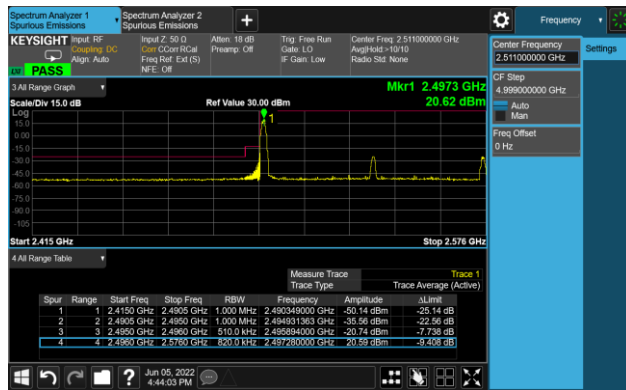 Spectrum Analyzer 1
Spurious Emissions
Spectrum Analyzer 2
Spurious Emissions
+
Frequency
KEYSIGHT
Input: RF
Coupling: DC
Align: Auto
Input Z: 50 Ω
Corr CCorr RCal
Freq Ref: Ext (S)
NFE: Off
Atten: 18 dB
Preamp: Off
Trig: Free Run
Gate: LO
IF Gain: Low
Center Freq: 2.511000000 GHz
Avg|Hold:>10/10
Radio Std: None
PASS
Center Frequency
2.511000000 GHz
Settings
CF Step
4.999000000 GHz
Auto
Man
Freq Offset
0 Hz
3 All Range Graph
Mkr1 2.4973 GHz
20.62 dBm
Scale/Div 15.0 dB
Ref Value 30.00 dBm
Log
1
15.0
0.00
-15.0
-30.0
-45.0
-60.0
-75.0
-90.0
-105
Start 2.415 GHz
Stop 2.576 GHz
4 All Range Table
Measure Trace Trace 1
Trace Type Trace Average (Active)
Spur Range Start Freq Stop Freq RBW Frequency Amplitude ΔLimit
1 1 2.4150 GHz 2.4905 GHz 1.000 MHz 2.490349000 GHz -50.14 dBm -25.14 dB
2 2 2.4905 GHz 2.4950 GHz 1.000 MHz 2.494931363 GHz -35.56 dBm -22.56 dB
3 3 2.4950 GHz 2.4960 GHz 510.0 kHz 2.495894000 GHz -20.74 dBm -7.738 dB
4 4 2.4960 GHz 2.5760 GHz 820.0 kHz 2.497280000 GHz 20.59 dBm -9.408 dB
?
Jun 05, 2022
4:44:03 PM